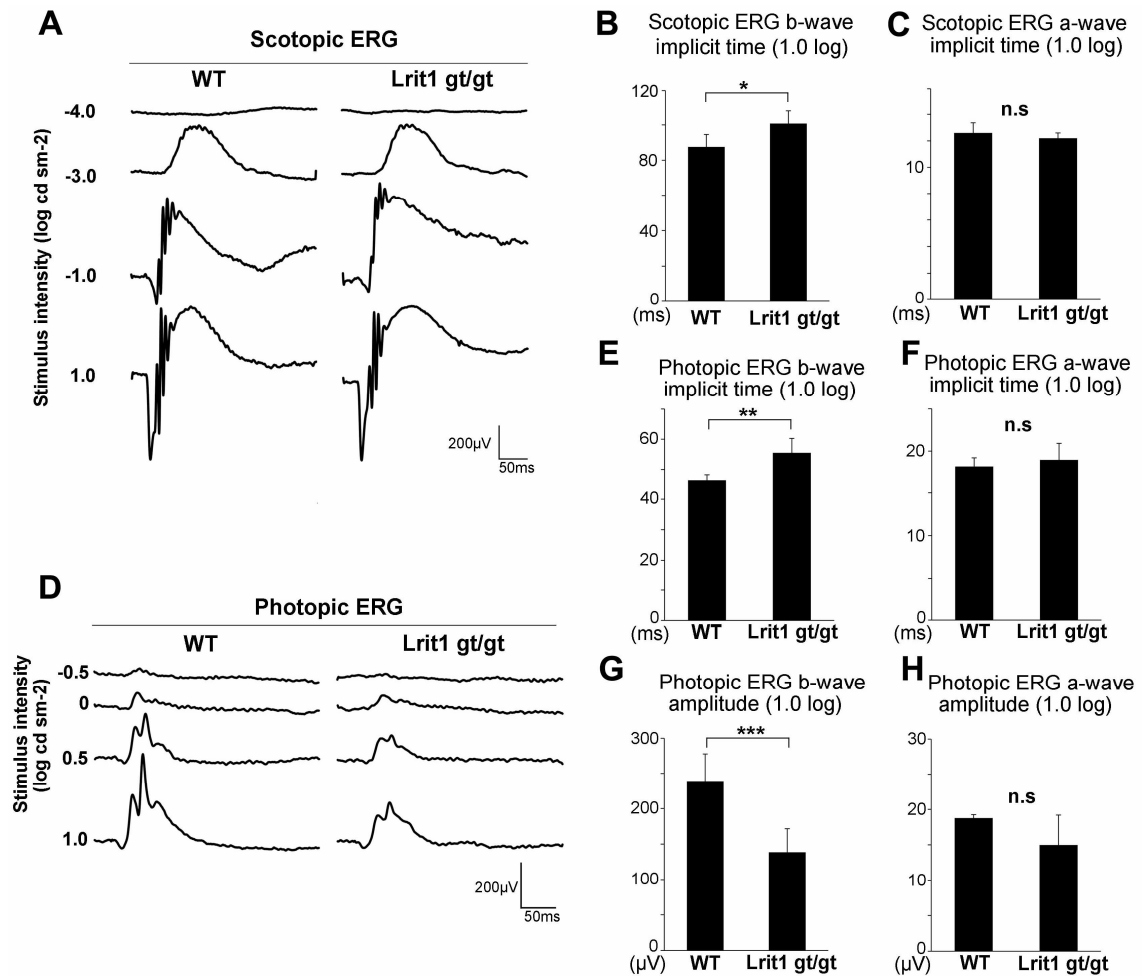 A
Scotopic ERG
WT
Lrit1 gt/gt
Stimulus intensity (log cd sm-2)
-4.0
-3.0
-1.0
1.0
200μV
50ms
B
Scotopic ERG b-wave
implicit time (1.0 log)
120
80
40
0
(ms)
*
WT
Lrit1 gt/gt
C
Scotopic ERG a-wave
implicit time (1.0 log)
10
0
(ms)
n.s
WT
Lrit1 gt/gt
D
Photopic ERG
WT
Lrit1 gt/gt
Stimulus intensity
(log cd sm-2)
-0.5
0
0.5
1.0
200μV
50ms
E
Photopic ERG b-wave
implicit time (1.0 log)
60
40
20
0
(ms)
**
WT
Lrit1 gt/gt
F
Photopic ERG a-wave
implicit time (1.0 log)
20
10
0
(ms)
n.s
WT
Lrit1 gt/gt
G
Photopic ERG b-wave
amplitude (1.0 log)
300
200
100
0
(μV)
***
WT
Lrit1 gt/gt
H
Photopic ERG a-wave
amplitude (1.0 log)
30
20
10
0
(μV)
n.s
WT
Lrit1 gt/gt